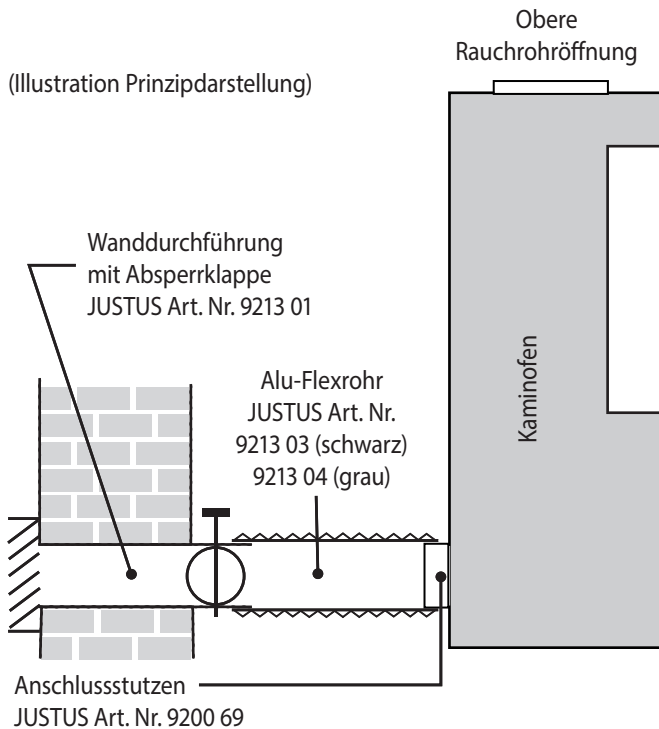 Obere
Rauchrohröffnung
(Illustration Prinzipdarstellung)
Wanddurchführung
mit Absperrklappe
JUSTUS Art. Nr. 9213 01
Alu-Flexrohr
JUSTUS Art. Nr.
9213 03 (schwarz)
9213 04 (grau)
Kaminofen
Anschlussstutzen
JUSTUS Art. Nr. 9200 69